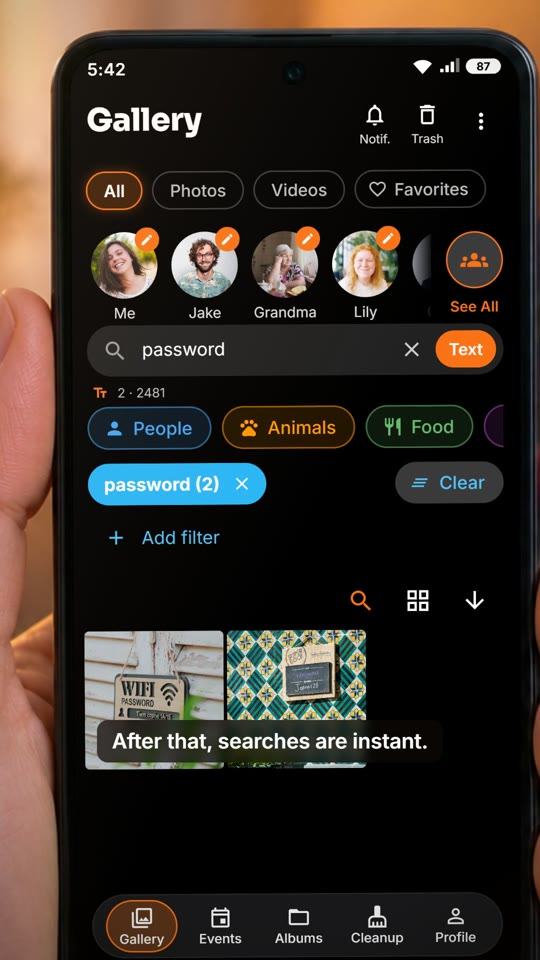 5:42
87
Gallery
Notif.
Trash
All
Photos
Videos
Favorites
Me
Jake
Grandma
Lily
See All
password
Text
Tт 2 · 2481
People
Animals
Food
password (2)
Clear
Add filter
WIFI
PASSWORD
After that, searches are instant.
Gallery
Events
Albums
Cleanup
Profile